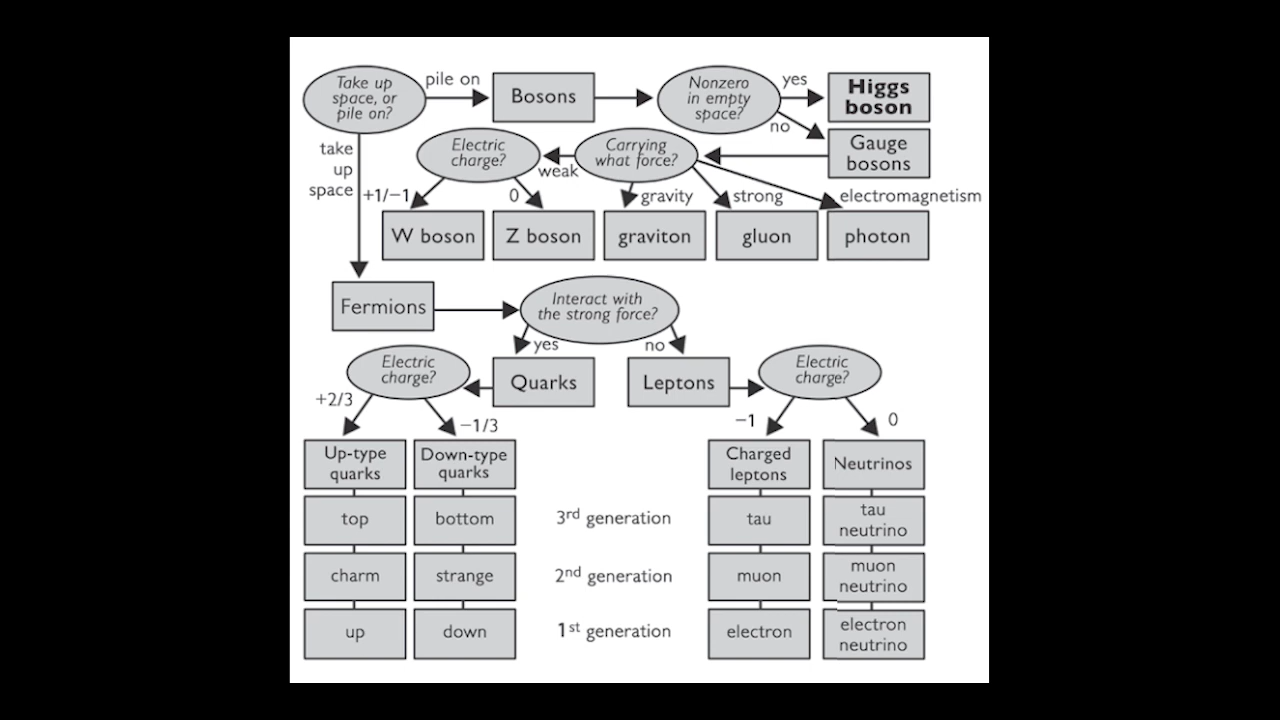 Take up
space, or
pile on?
pile on
Bosons
Nonzero
in empty
space?
yes
Higgs
boson
no
Gauge
bosons
take
up
space
Electric
charge?
weak
Carrying
what force?
+1/−1
0
gravity
strong
electromagnetism
W boson
Z boson
graviton
gluon
photon
Fermions
Interact with
the strong force?
yes
no
Electric
charge?
Quarks
Leptons
Electric
charge?
+2/3
−1/3
−1
0
Up-type
quarks
Down-type
quarks
Charged
leptons
Neutrinos
top
bottom
3rd generation
tau
tau
neutrino
charm
strange
2nd generation
muon
muon
neutrino
up
down
1st generation
electron
electron
neutrino